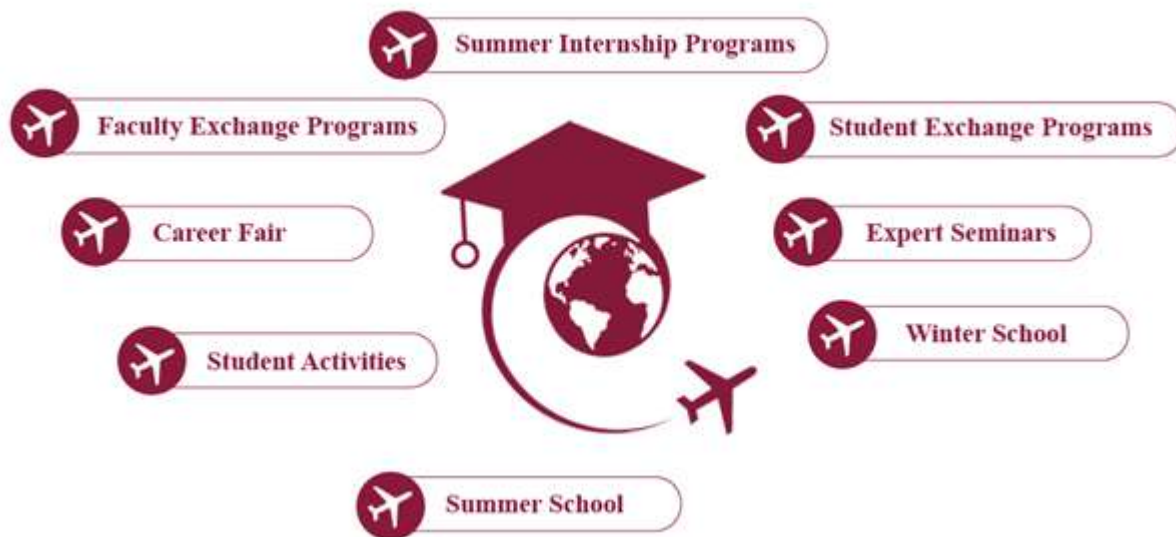 Summer Internship Programs
Faculty Exchange Programs
Student Exchange Programs
Career Fair
Expert Seminars
Student Activities
Winter School
Summer School